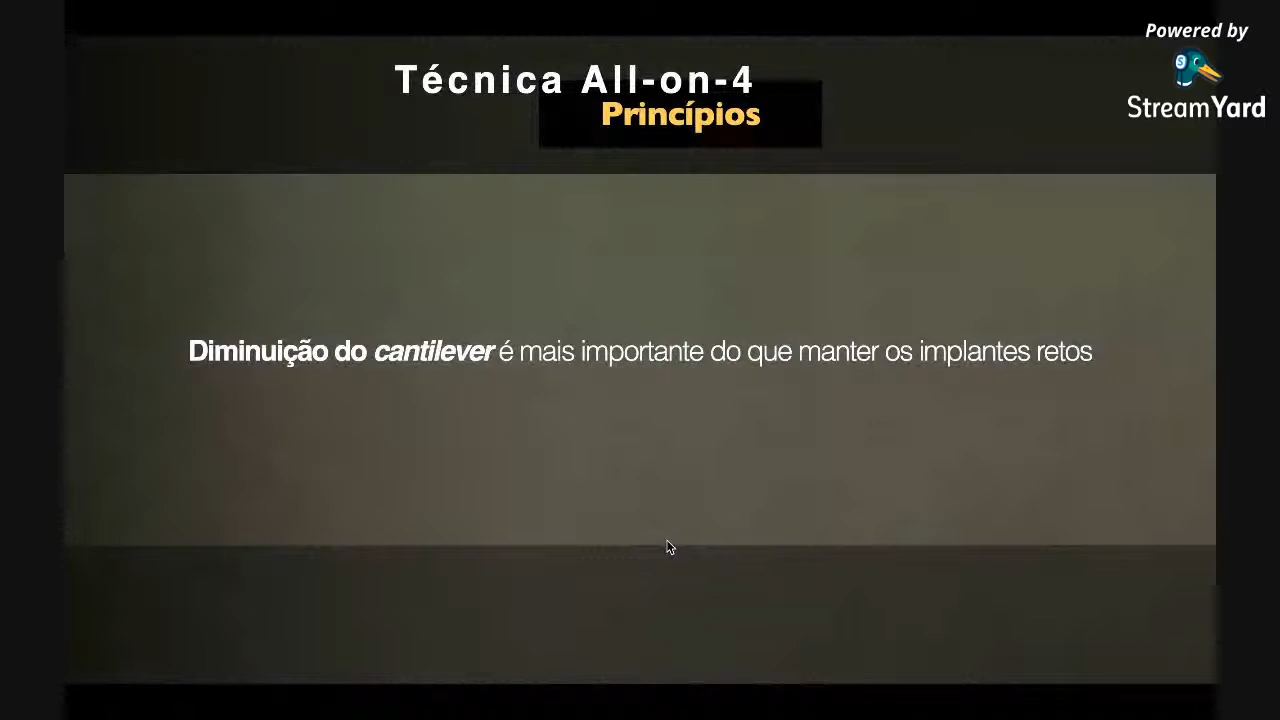 Powered by
StreamYard
Técnica All-on-4
Princípios
Diminuição do cantilever é mais importante do que manter os implantes retos